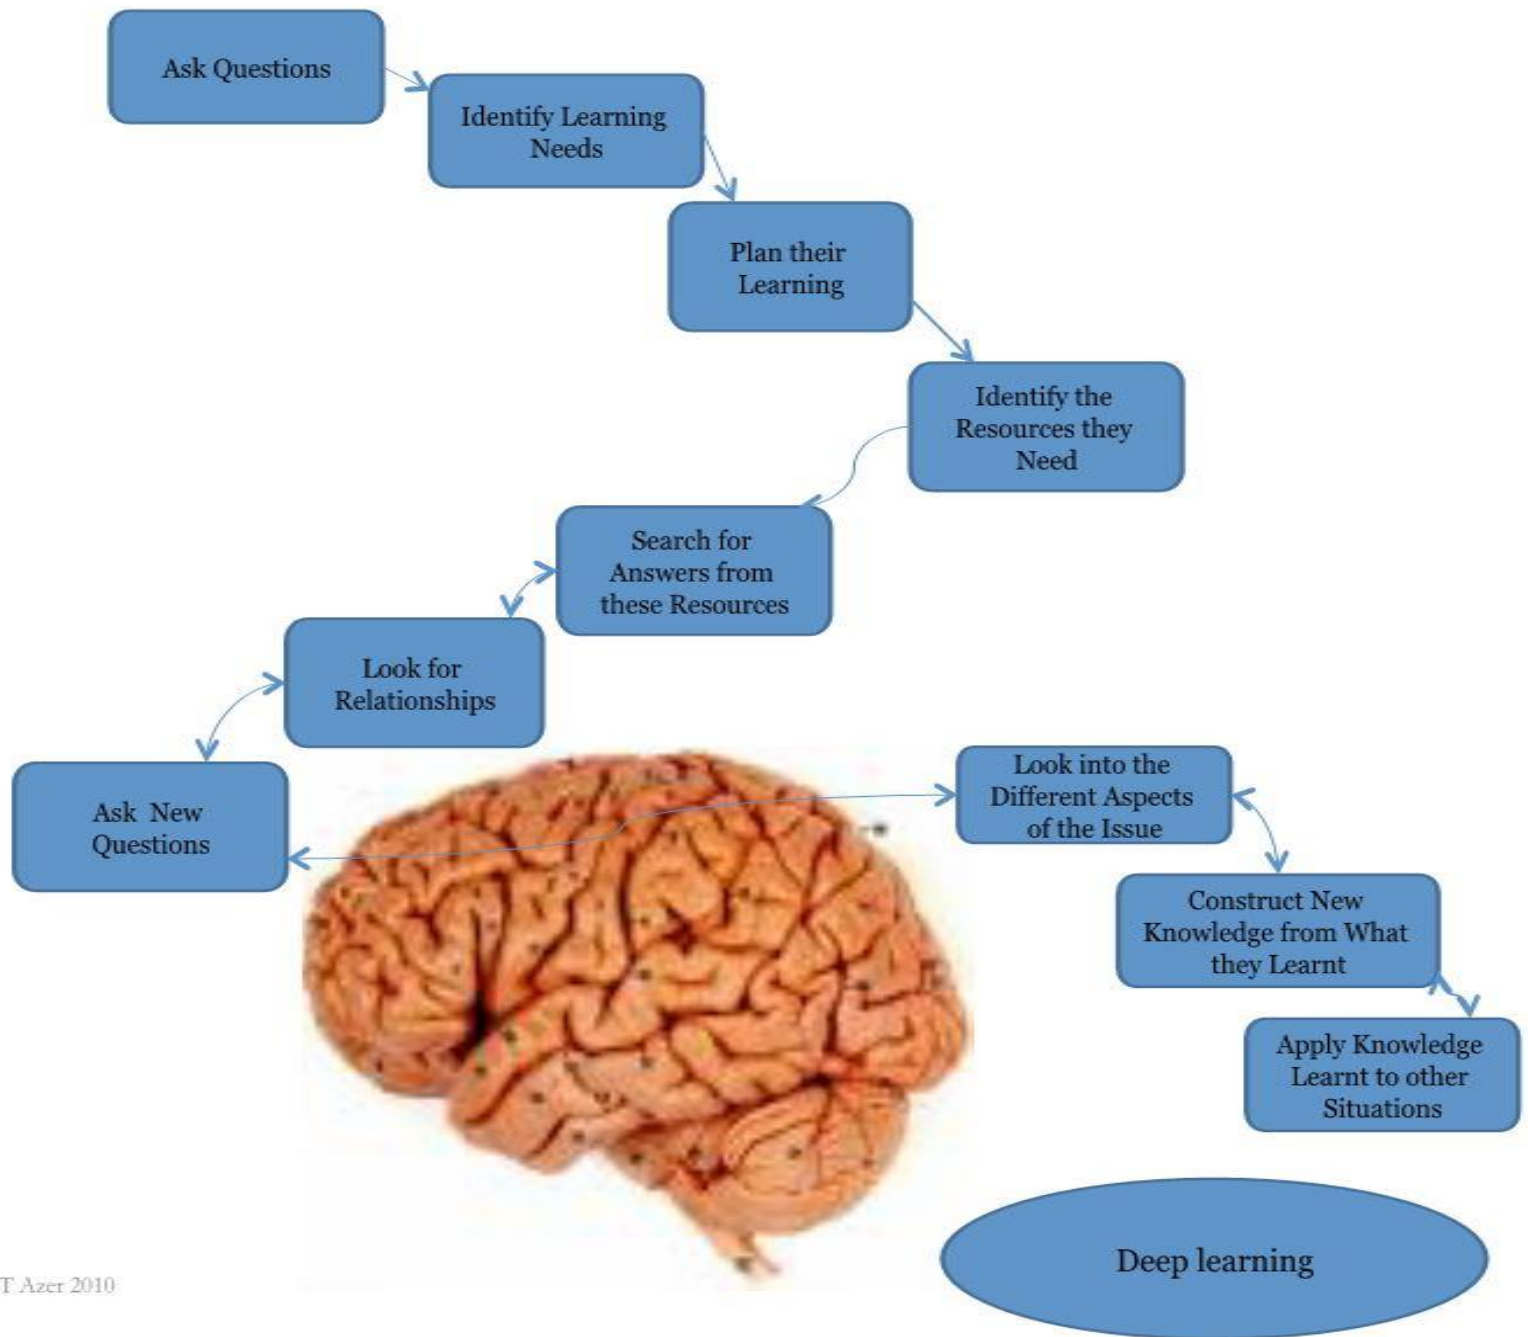 Ask Questions
Identify Learning
Needs
Plan their
Learning
Identify the
Resources they
Need
Search for
Answers from
these Resources
Look for
Relationships
Ask New
Questions
Look into the
Different Aspects
of the Issue
Construct New
Knowledge from What
they Learnt
Apply Knowledge
Learnt to other
Situations
Deep learning
T Azer 2010